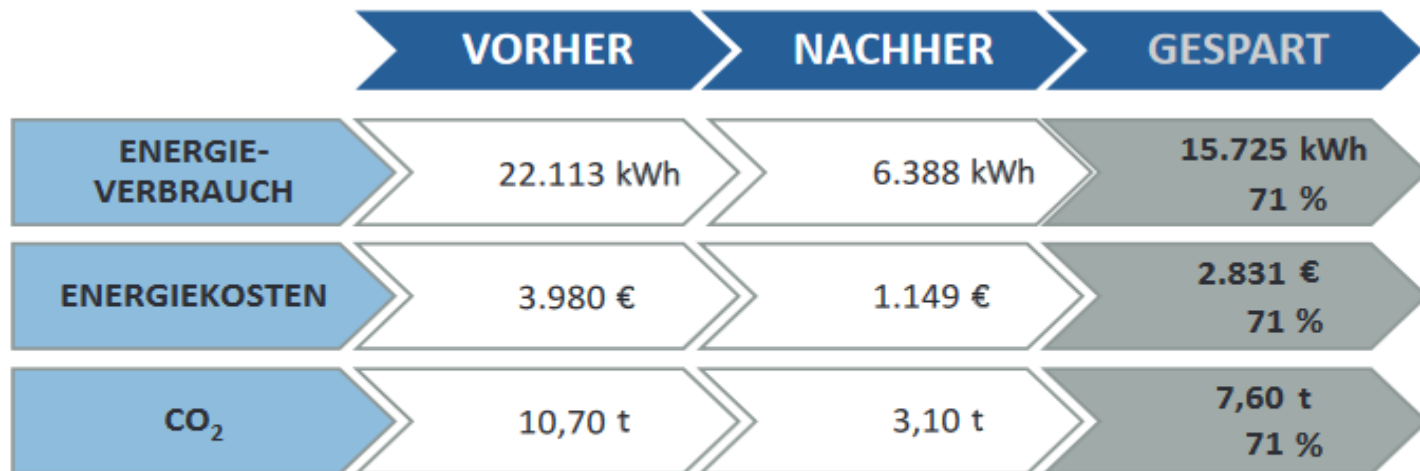 VORHER NACHHER GESPART
ENERGIE-
VERBRAUCH
22.113 kWh 6.388 kWh
15.725 kWh
71 %
ENERGIEKOSTEN
3.980 € 1.149 €
2.831 €
71 %
CO₂
10,70 t 3,10 t
7,60 t
71 %